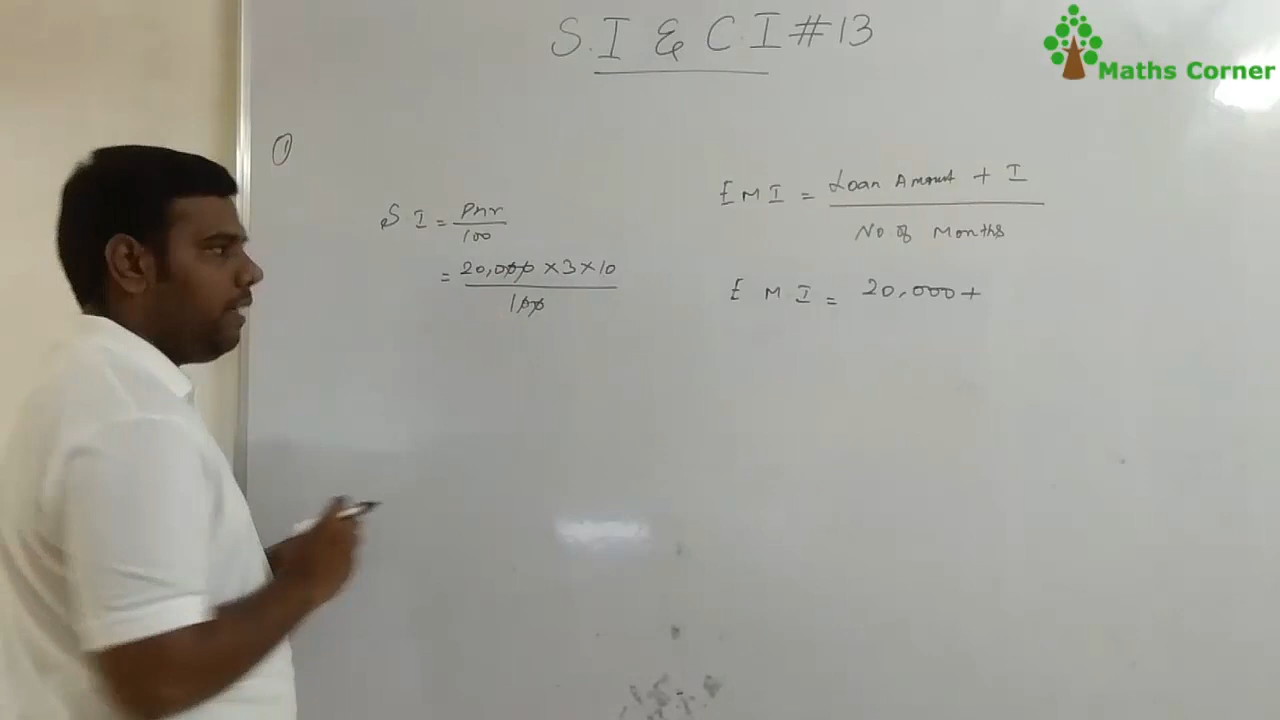 S.I & C.I #13
Maths Corner
①
S I = Pnr / 100
= 20,000 × 3 × 10 / 100
EMI = Loan Amount + I / No of Months
E M I = 20,000 +